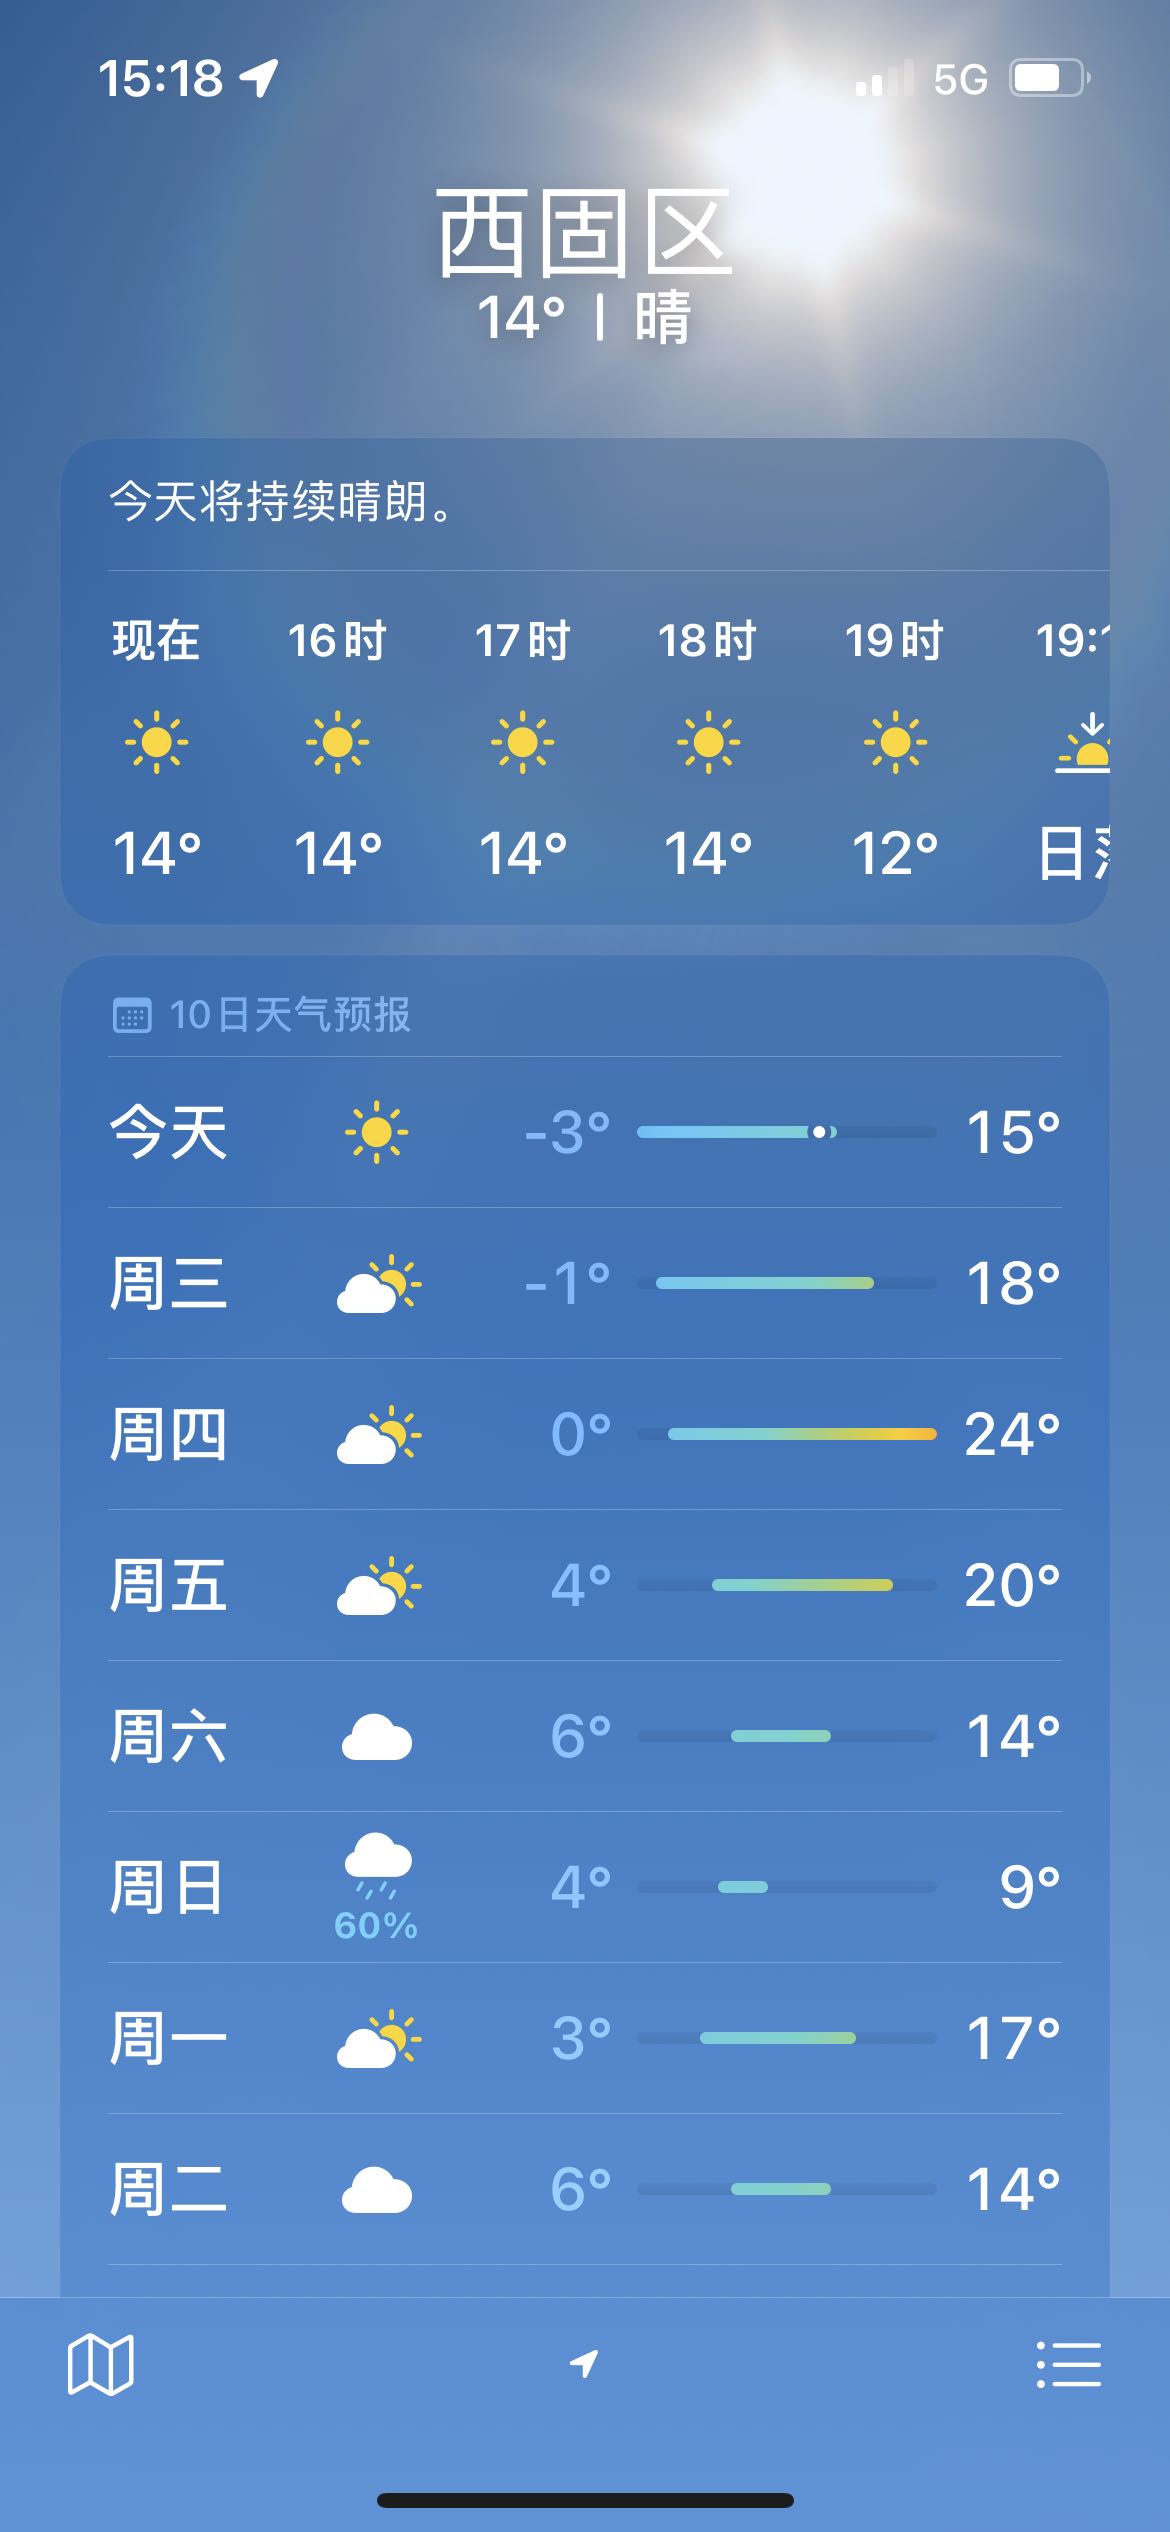 15:18 5G
西固区
14° | 晴
今天将持续晴朗。
现在 16时 17时 18时 19时 19:1
14° 14° 14° 14° 12° 日
10日天气预报
今天 -3° 15°
周三 -1° 18°
周四 0° 24°
周五 4° 20°
周六 6° 14°
周日 60% 4° 9°
周一 3° 17°
周二 6° 14°